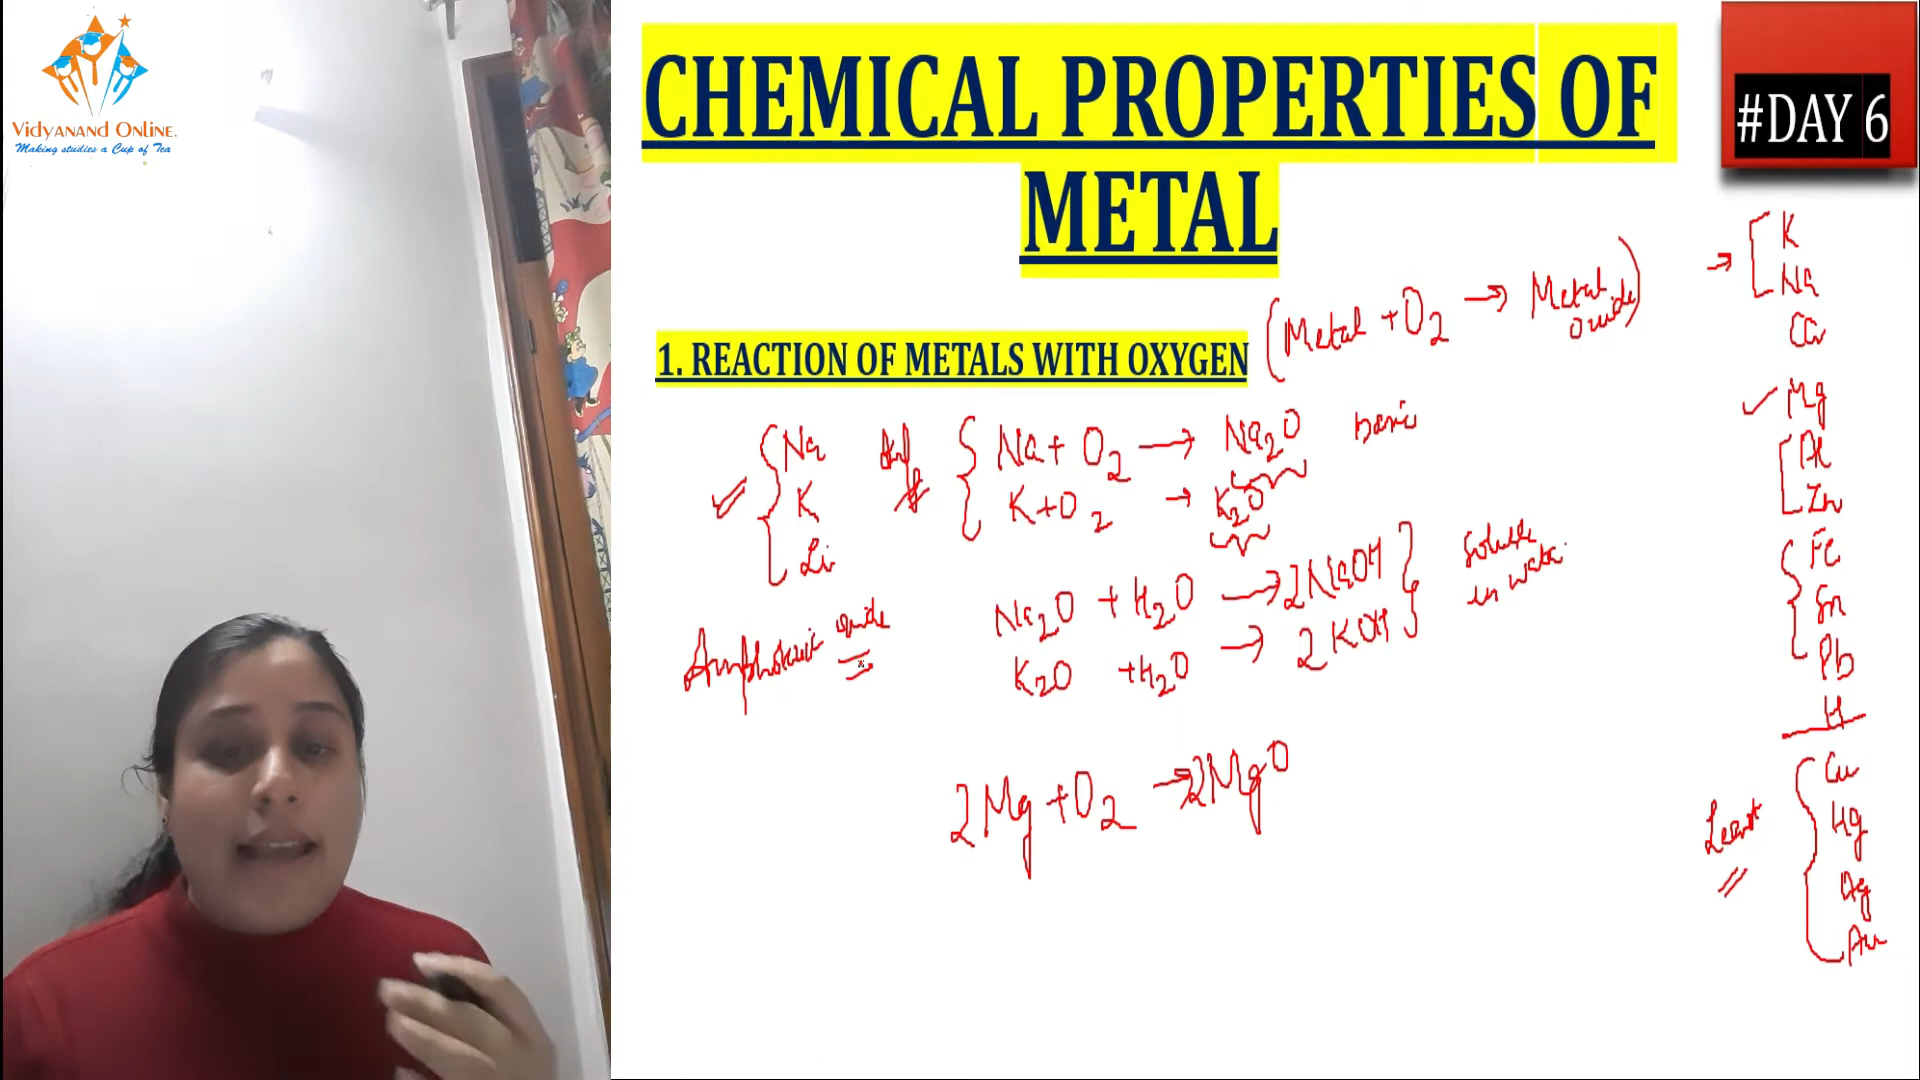 VIDYANAND ONLINE.
Making studies a Cup of Tea
CHEMICAL PROPERTIES OF
METAL
#DAY 6
1. REACTION OF METALS WITH OXYGEN
(Metal + O2 → Metal oxide)
Na
K
Li
Na + O2 → Na2O basic
K + O2 → K2O
Na2O + H2O → 2NaOH
K2O + H2O → 2KOH
Soluble
in water
Amphoteric oxide
2Mg + O2 → 2MgO
→ K
Na
Ca
Mg
Al
Zn
Fe
Sn
Pb
H
Cu
Hg
Ag
Au
Least